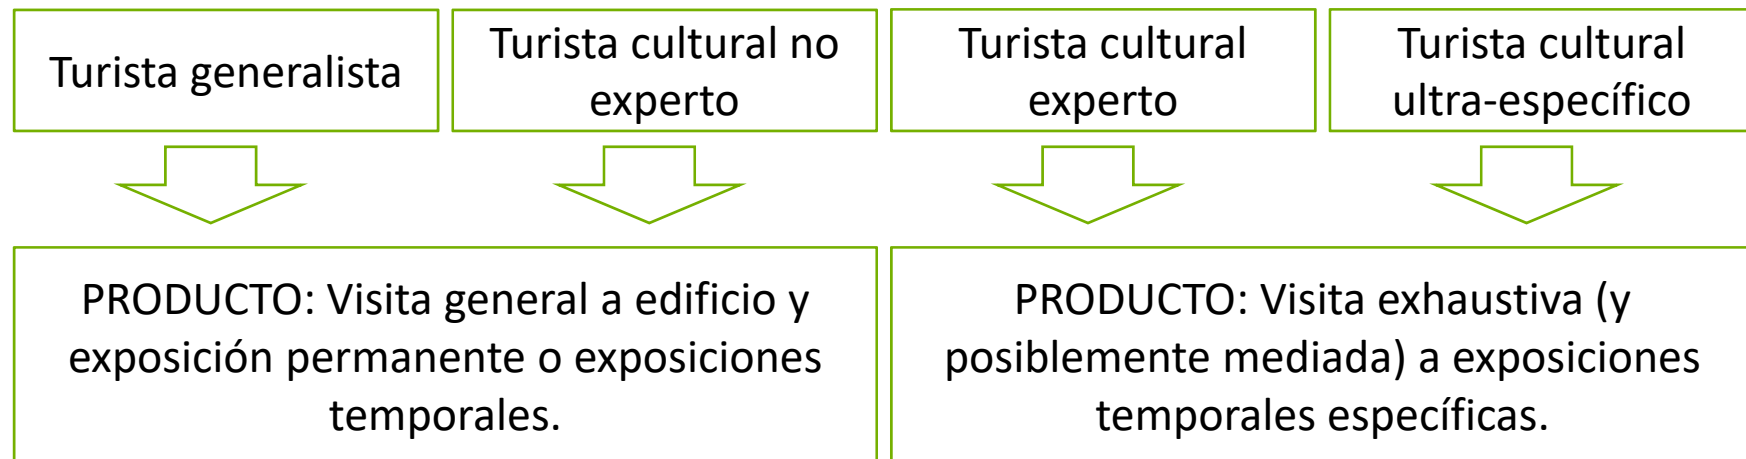 Turista generalista
Turista cultural no
experto
Turista cultural
experto
Turista cultural
ultra-específico
PRODUCTO: Visita general a edificio y
exposición permanente o exposiciones
temporales.
PRODUCTO: Visita exhaustiva (y
posiblemente mediada) a exposiciones
temporales específicas.